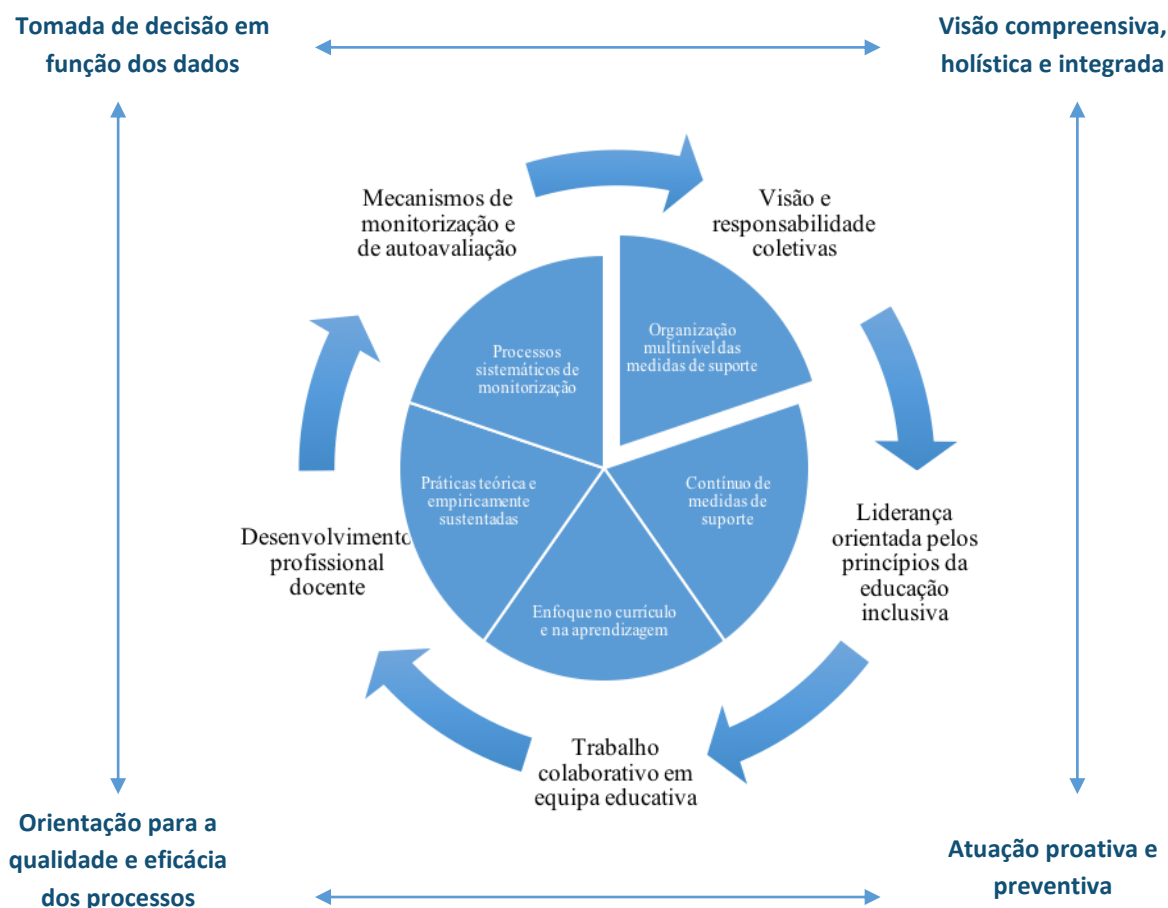 Tomada de decisão em
função dos dados
Visão compreensiva,
holística e integrada
Mecanismos de
monitorização e
de autoavaliação
Visão e
responsabilidade
coletivas
Organização
multinível das
medidas de suporte
Processos
sistemáticos de
monitorização
Práticas teórica e
empiricamente
sustentadas
Contínuo de
medidas de
suporte
Desenvolvimento
profissional
docente
Liderança
orientada pelos
princípios da
educação
inclusiva
Enfoque no currículo
e na aprendizagem
Trabalho
colaborativo em
equipa educativa
Orientação para a
qualidade e eficácia
dos processos
Atuação proativa e
preventiva